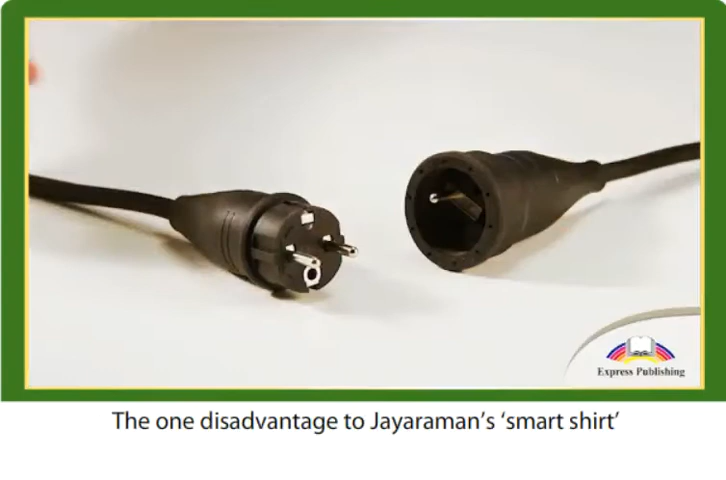 Express Publishing
The one disadvantage to Jayaraman’s ‘smart shirt’